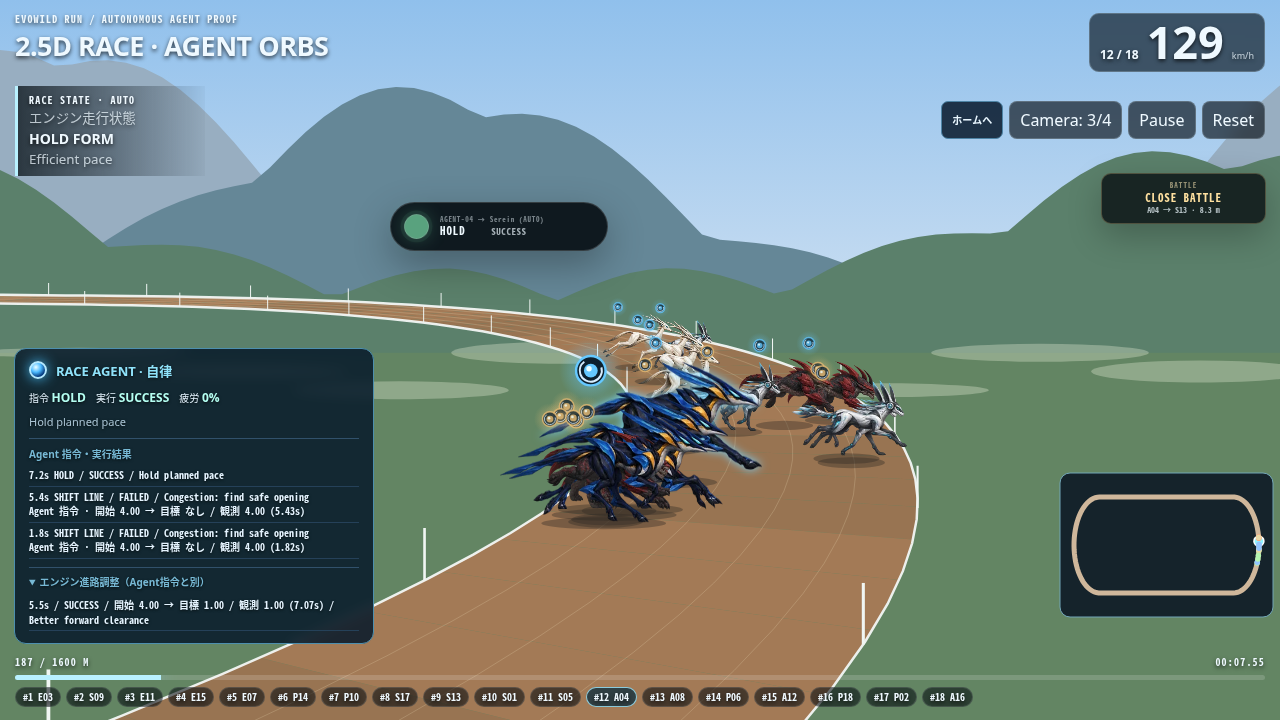 EVOWILD RUN / AUTONOMOUS AGENT PROOF
2.5D RACE · AGENT ORBS
12 / 18 129 km/h
RACE STATE · AUTO
エンジン走行状態
HOLD FORM
Efficient pace
ホームへ Camera: 3/4 Pause Reset
BATTLE
CLOSE BATTLE
A04 → S13 · 8.3 m
AGENT-04 → Serein (AUTO)
HOLD SUCCESS
RACE AGENT · 自律
指令 HOLD 実行 SUCCESS 疲労 0%
Hold planned pace
Agent 指令・実行結果
7.2s HOLD / SUCCESS / Hold planned pace
5.4s SHIFT LINE / FAILED / Congestion: find safe opening
Agent 指令 · 開始 4.00 → 目標 なし / 観測 4.00 (5.43s)
1.8s SHIFT LINE / FAILED / Congestion: find safe opening
Agent 指令 · 開始 4.00 → 目標 なし / 観測 4.00 (1.82s)
▼ エンジン進路調整（Agent指令と別）
5.5s / SUCCESS / 開始 4.00 → 目標 1.00 / 観測 1.00 (7.07s) /
Better forward clearance
187 / 1600 M 00:07.55
#1 E03 #2 S09 #3 E11 #4 E15 #5 E07 #6 P14 #7 P10 #8 S17 #9 S13 #10 S01 #11 S05 #12 A04 #13 A08 #14 P06 #15 A12 #16 P18 #17 P02 #18 A16